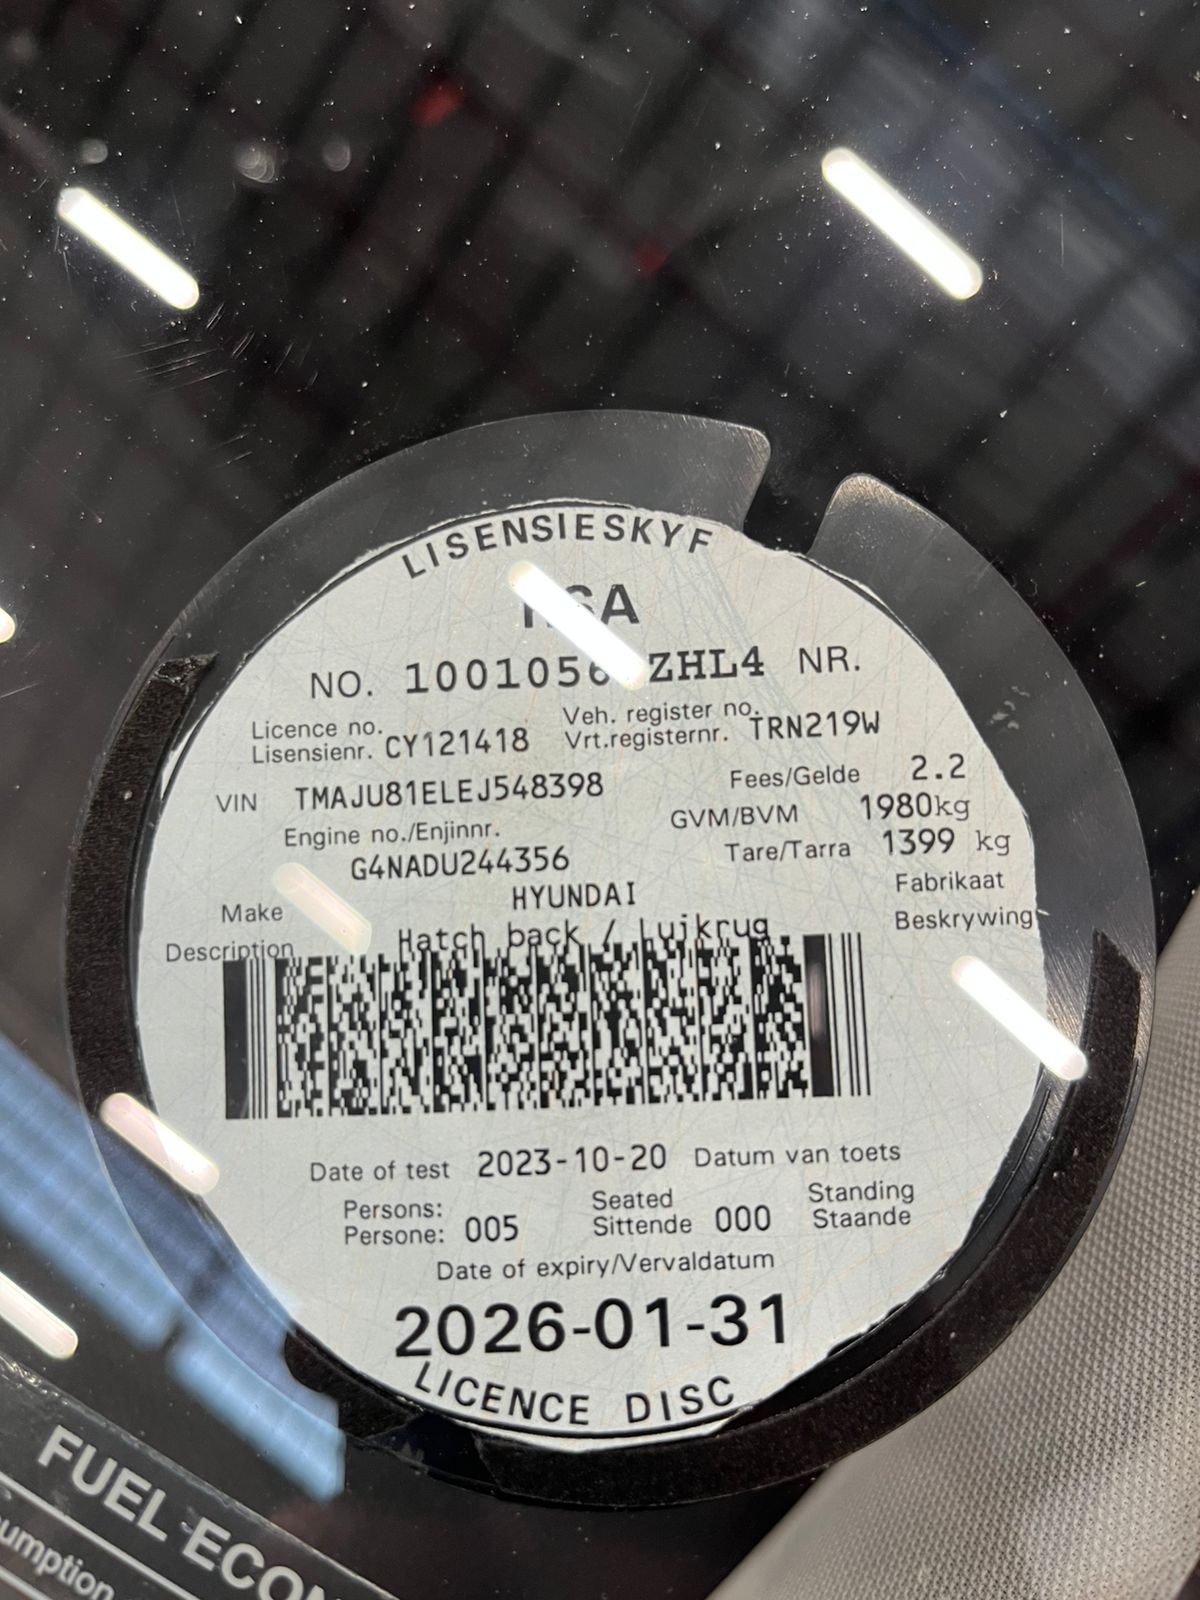 LISENSIESKYF
NO. 1001056 ZHL4 NR.
Licence no. Veh. register no.
Lisensienr. CY121418 Vrt.registernr. TRN219W
VIN TMAJU81ELEJ548398 Fees/Gelde 2.2
Engine no./Enjinnr. GVM/BVM 1980kg
G4NADU244356 Tare/Tarra 1399 kg
Make HYUNDAI Fabrikaat
Description Hatch back / Luikrug Beskrywing
Date of test 2023-10-20 Datum van toets
Persons: Seated Standing
Persone: 005 Sittende 000 Staande
Date of expiry/Vervaldatum
2026-01-31
LICENCE DISC
FUEL